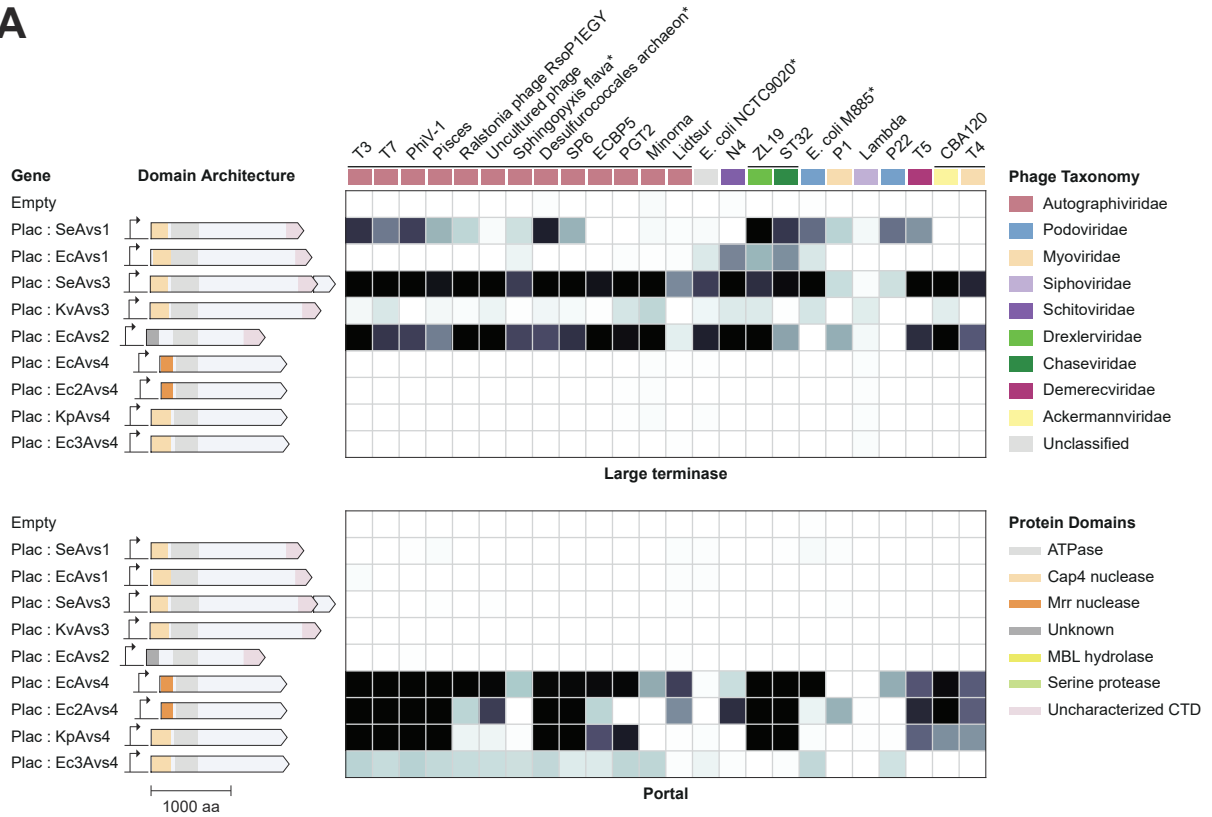 A
T3
T7
PhiV-1
Pisces
Ralstonia phage RsoP1EGY
Uncultured phage
Sphingopyxis flava*
Desulfurococcales archaeon*
SP6
ECBP5
PGT2
Minorna
Lidtsur
E. coli NCTC9020*
N4
ZL19
ST32
E. coli M885*
P1
Lambda
P22
T5
CBA120
T4
Gene Domain Architecture
Empty
Plac : SeAvs1
Plac : EcAvs1
Plac : SeAvs3
Plac : KvAvs3
Plac : EcAvs2
Plac : EcAvs4
Plac : Ec2Avs4
Plac : KpAvs4
Plac : Ec3Avs4
Large terminase
Phage Taxonomy
Autographiviridae
Podoviridae
Myoviridae
Siphoviridae
Schitoviridae
Drexlerviridae
Chaseviridae
Demerecviridae
Ackermannviridae
Unclassified
Empty
Plac : SeAvs1
Plac : EcAvs1
Plac : SeAvs3
Plac : KvAvs3
Plac : EcAvs2
Plac : EcAvs4
Plac : Ec2Avs4
Plac : KpAvs4
Plac : Ec3Avs4
1000 aa
Portal
Protein Domains
ATPase
Cap4 nuclease
Mrr nuclease
Unknown
MBL hydrolase
Serine protease
Uncharacterized CTD